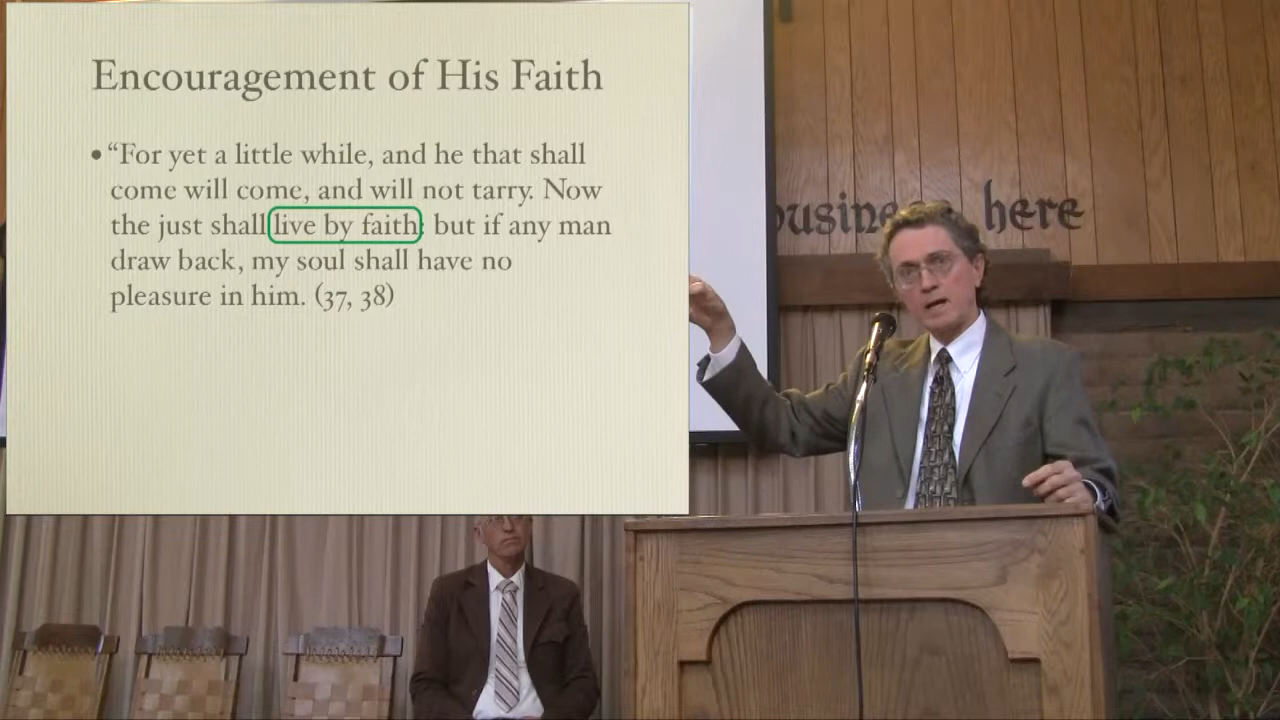 Encouragement of His Faith
• “For yet a little while, and he that shall
come will come, and will not tarry. Now
the just shall live by faith: but if any man
draw back, my soul shall have no
pleasure in him. (37, 38)
business here